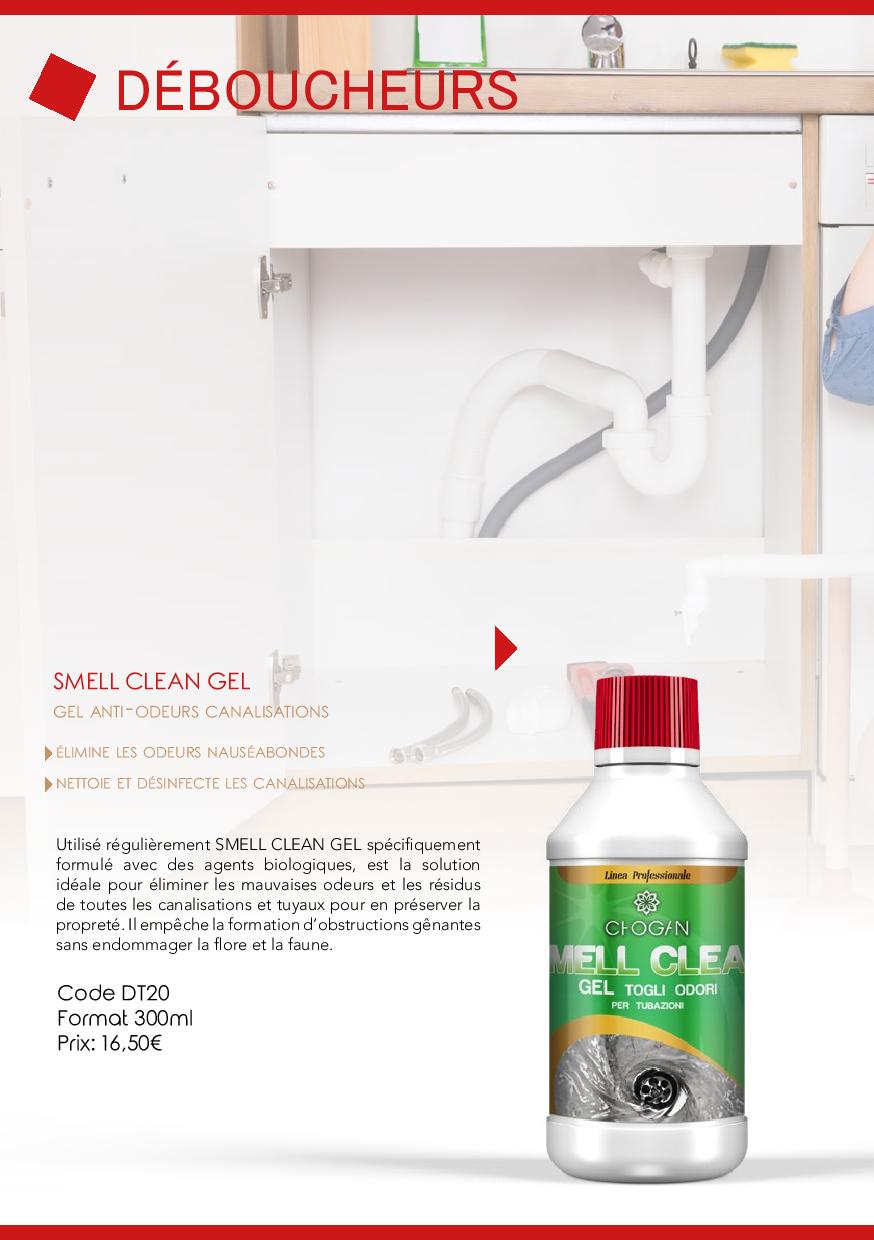 DÉBOUCHEURS
SMELL CLEAN GEL
GEL ANTI-ODEURS CANALISATIONS
ÉLIMINE LES ODEURS NAUSÉABONDES
NETTOIE ET DÉSINFECTE LES CANALISATIONS
Utilisé régulièrement SMELL CLEAN GEL spécifiquement
formulé avec des agents biologiques, est la solution
idéale pour éliminer les mauvaises odeurs et les résidus
de toutes les canalisations et tuyaux pour en préserver la
propreté. Il empêche la formation d'obstructions gênantes
sans endommager la flore et la faune.
Code DT20
Format 300ml
Prix: 16,50€
Linea Professionale
CHOGAN
MELL CLEA
GEL TOGLI ODORI
PER TUBAZIONI